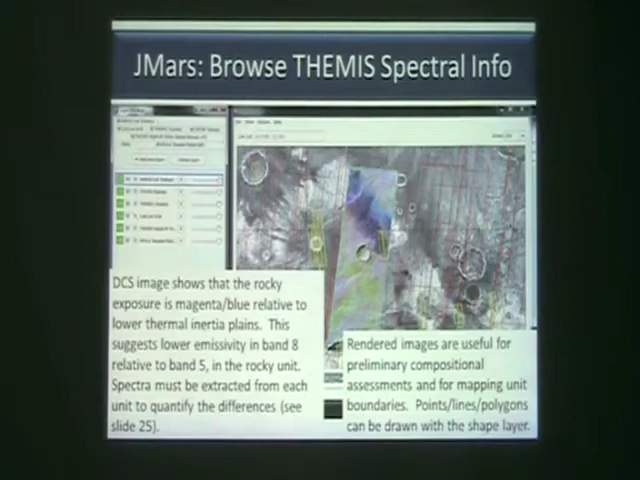 JMars: Browse THEMIS Spectral Info
DCS image shows that the rocky
exposure is magenta/blue relative to
lower thermal inertia plains. This
suggests lower emissivity in band 8
relative to band 5, in the rocky unit.
Spectra must be extracted from each
unit to quantify the differences (see
slide 25).
Rendered images are useful for
preliminary compositional
assessments and for mapping unit
boundaries. Points/lines/polygons
can be drawn with the shape layer.